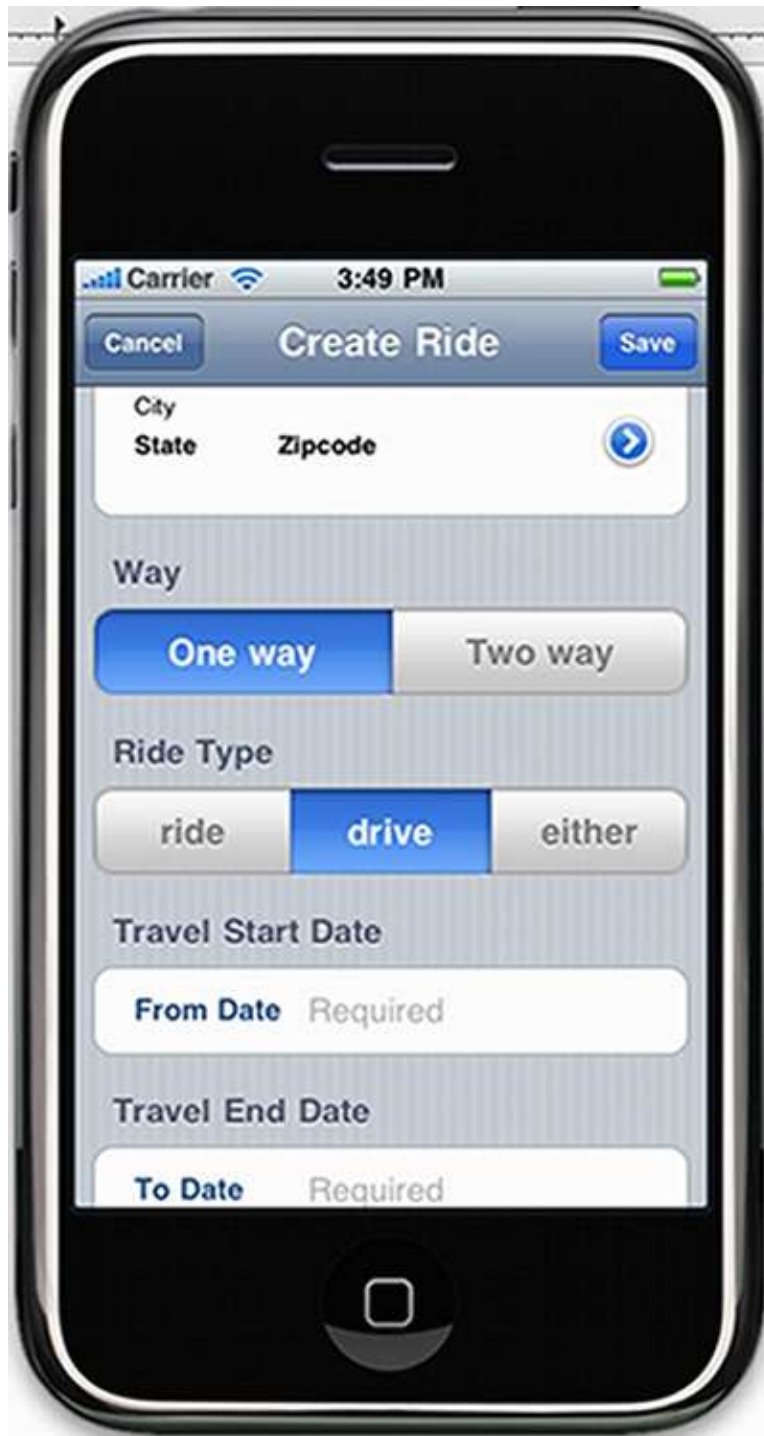 Carrier 3:49 PM
Cancel Create Ride Save
City
State Zipcode
Way
One way Two way
Ride Type
ride drive either
Travel Start Date
From Date Required
Travel End Date
To Date Required